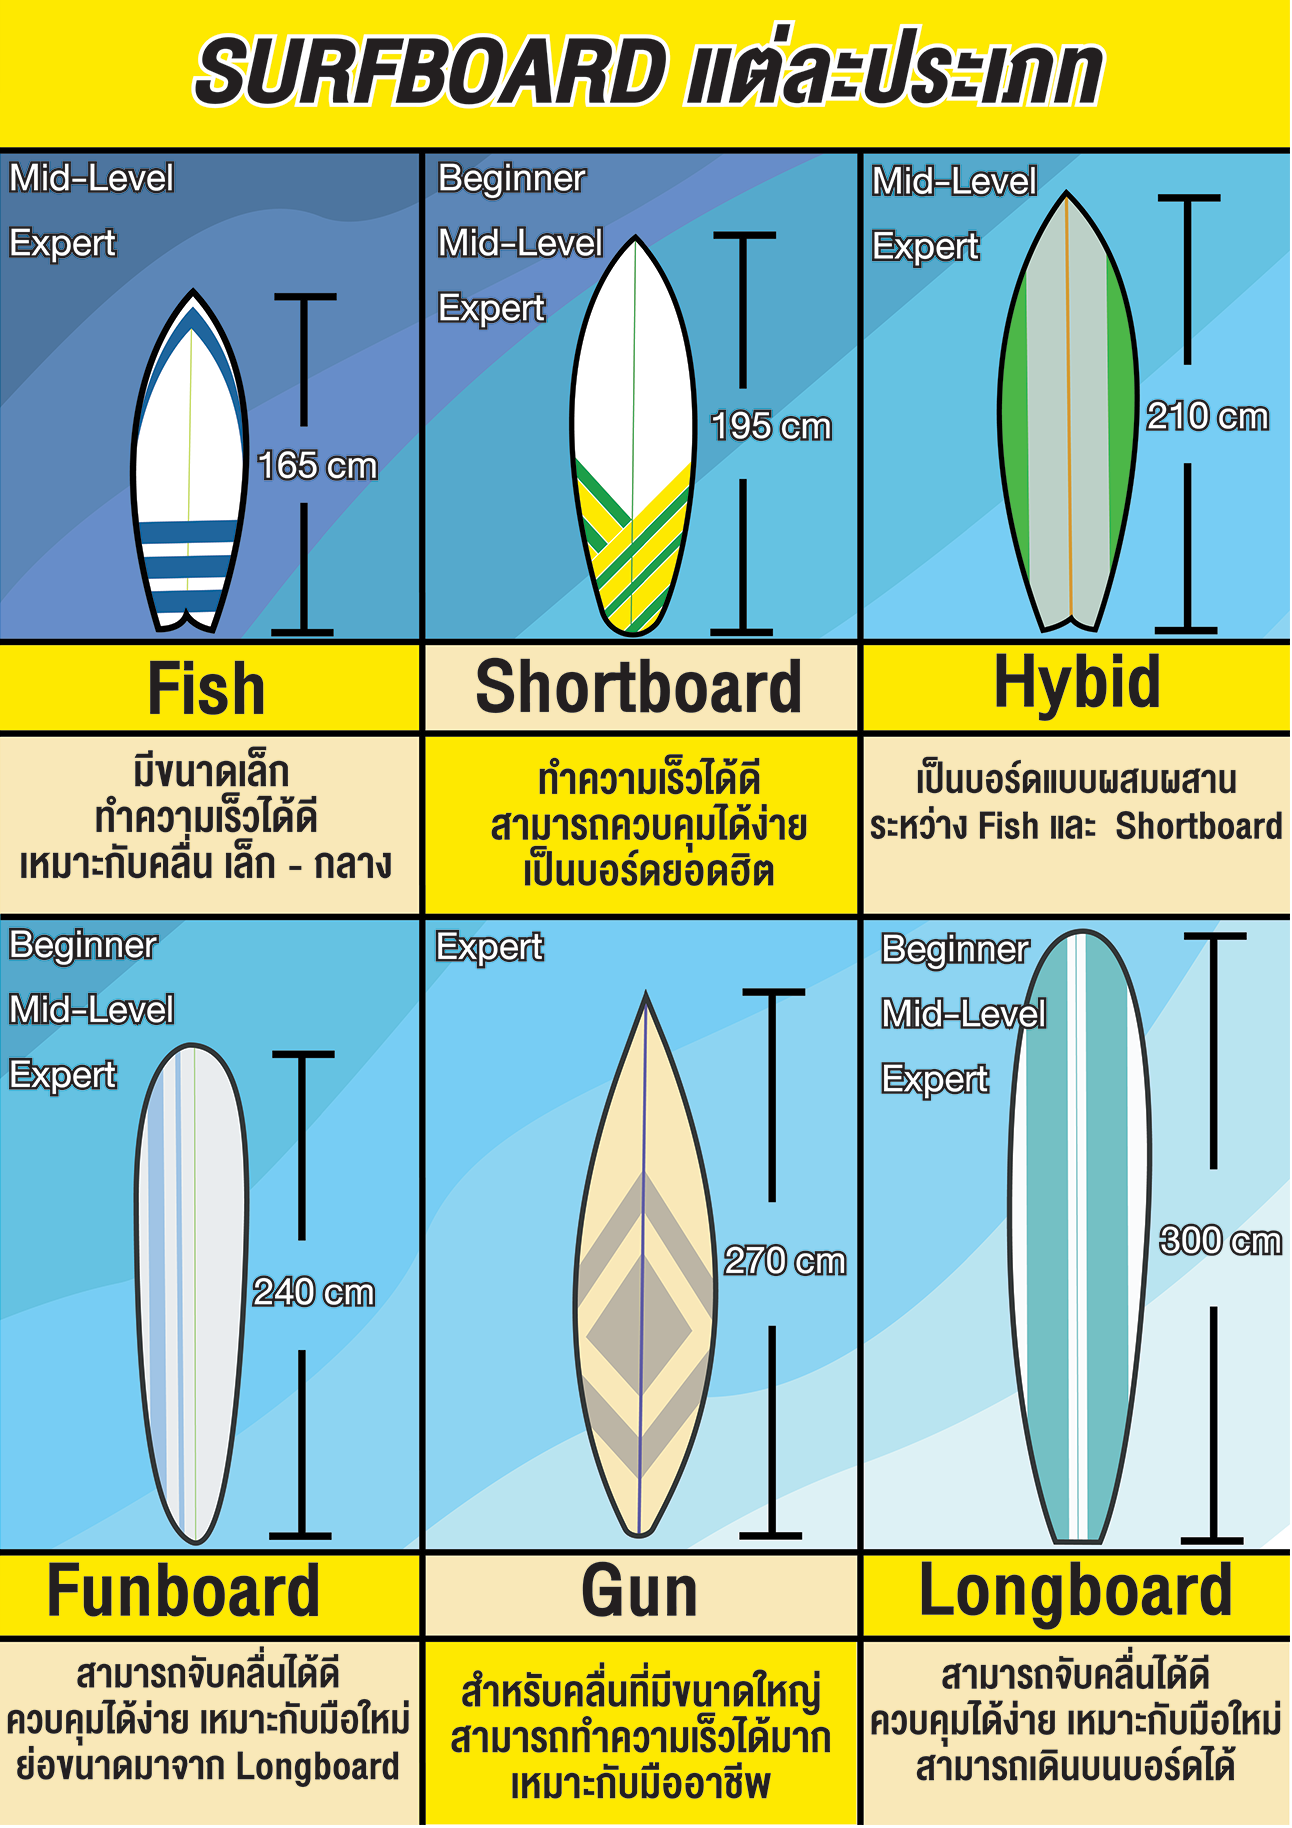 SURFBOARD แต่ละประเภท
Mid-Level
Expert
165 cm
Beginner
Mid-Level
Expert
195 cm
Mid-Level
Expert
210 cm
Fish
Shortboard
Hybid
มีขนาดเล็ก
ทำความเร็วได้ดี
เหมาะกับคลื่น เล็ก - กลาง
ทำความเร็วได้ดี
สามารถควบคุมได้ง่าย
เป็นบอร์ดยอดฮิต
เป็นบอร์ดแบบผสมผสาน
ระหว่าง Fish และ Shortboard
Beginner
Mid-Level
Expert
240 cm
Expert
270 cm
Beginner
Mid-Level
Expert
300 cm
Funboard
Gun
Longboard
สามารถจับคลื่นได้ดี
ควบคุมได้ง่าย เหมาะกับมือใหม่
ย่อขนาดมาจาก Longboard
สำหรับคลื่นที่มีขนาดใหญ่
สามารถทำความเร็วได้มาก
เหมาะกับมืออาชีพ
สามารถจับคลื่นได้ดี
ควบคุมได้ง่าย เหมาะกับมือใหม่
สามารถเดินบนบอร์ดได้